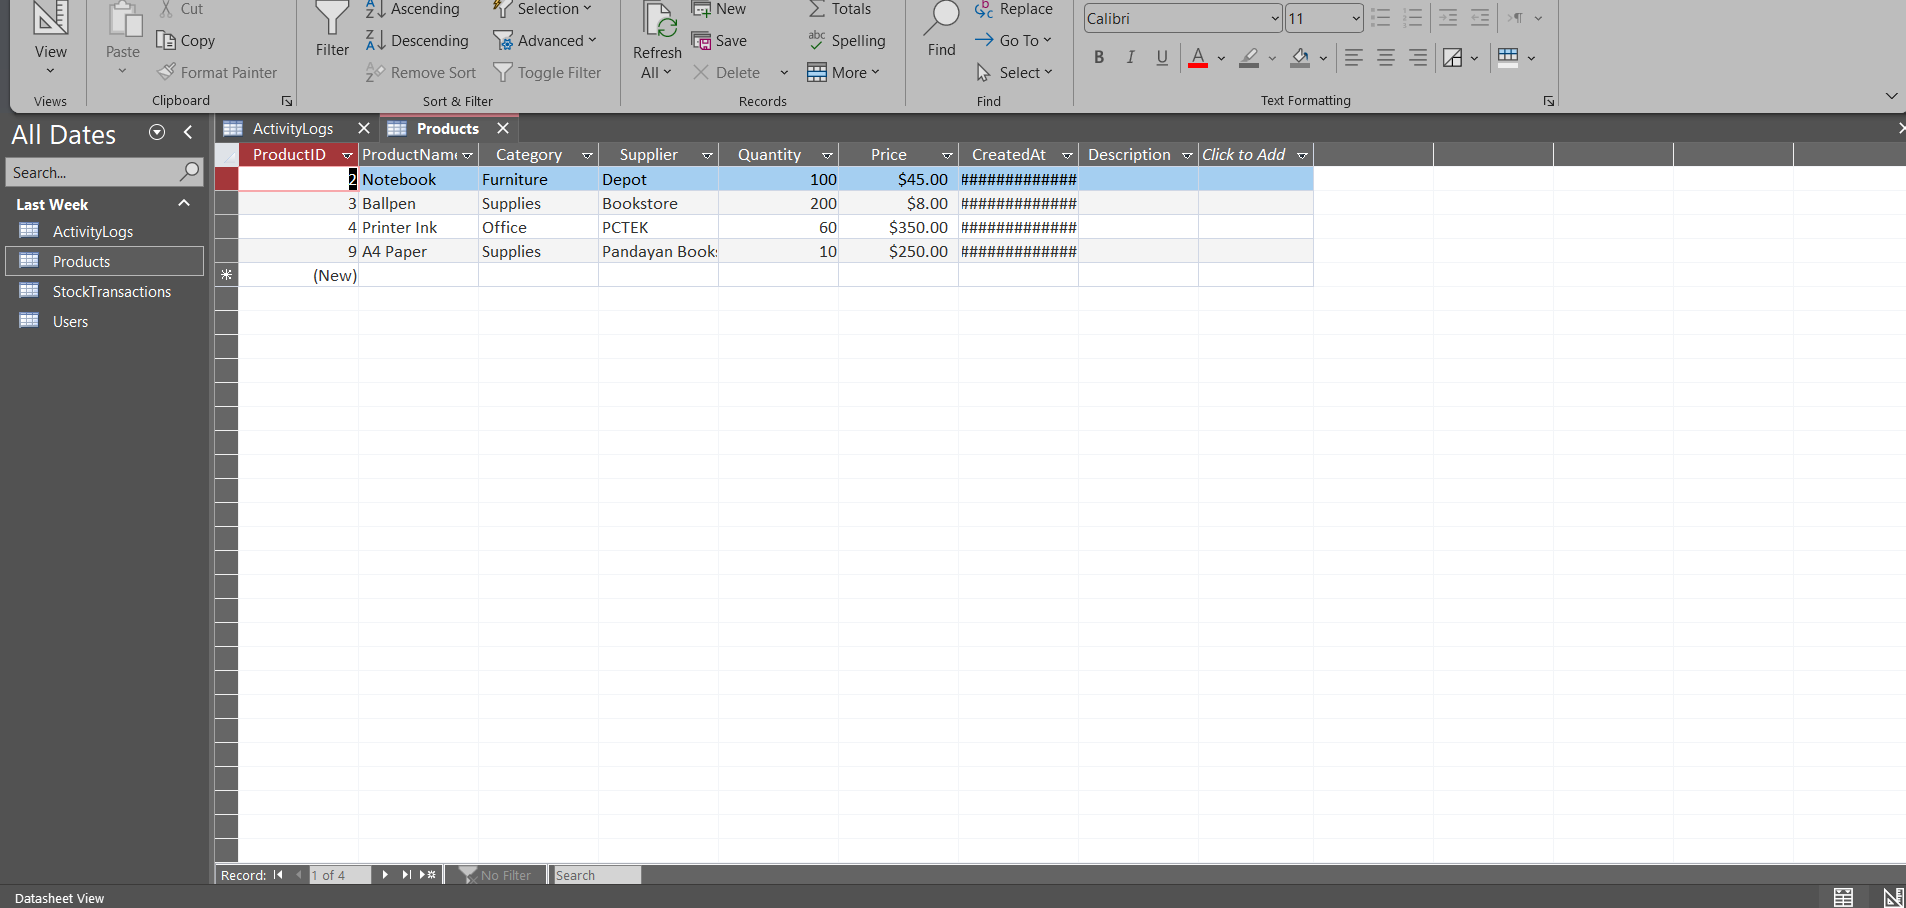 View
Views
Paste
Cut
Copy
Format Painter
Clipboard
Filter
Ascending
Descending
Remove Sort
Selection
Advanced
Toggle Filter
Sort & Filter
Refresh
All
New
Save
Delete
Totals
abc
Spelling
More
Records
Find
Replace
Go To
Select
Find
Calibri
11
B I U A
Text Formatting
All Dates
Search...
Last Week
ActivityLogs
Products
StockTransactions
Users
ActivityLogs Products
ProductID ProductName Category Supplier Quantity Price CreatedAt Description Click to Add
2 Notebook Furniture Depot 100 $45.00 #############
3 Ballpen Supplies Bookstore 200 $8.00 #############
4 Printer Ink Office PCTEK 60 $350.00 #############
9 A4 Paper Supplies Pandayan Books 10 $250.00 #############
(New)
Record: 1 of 4 No Filter Search
Datasheet View